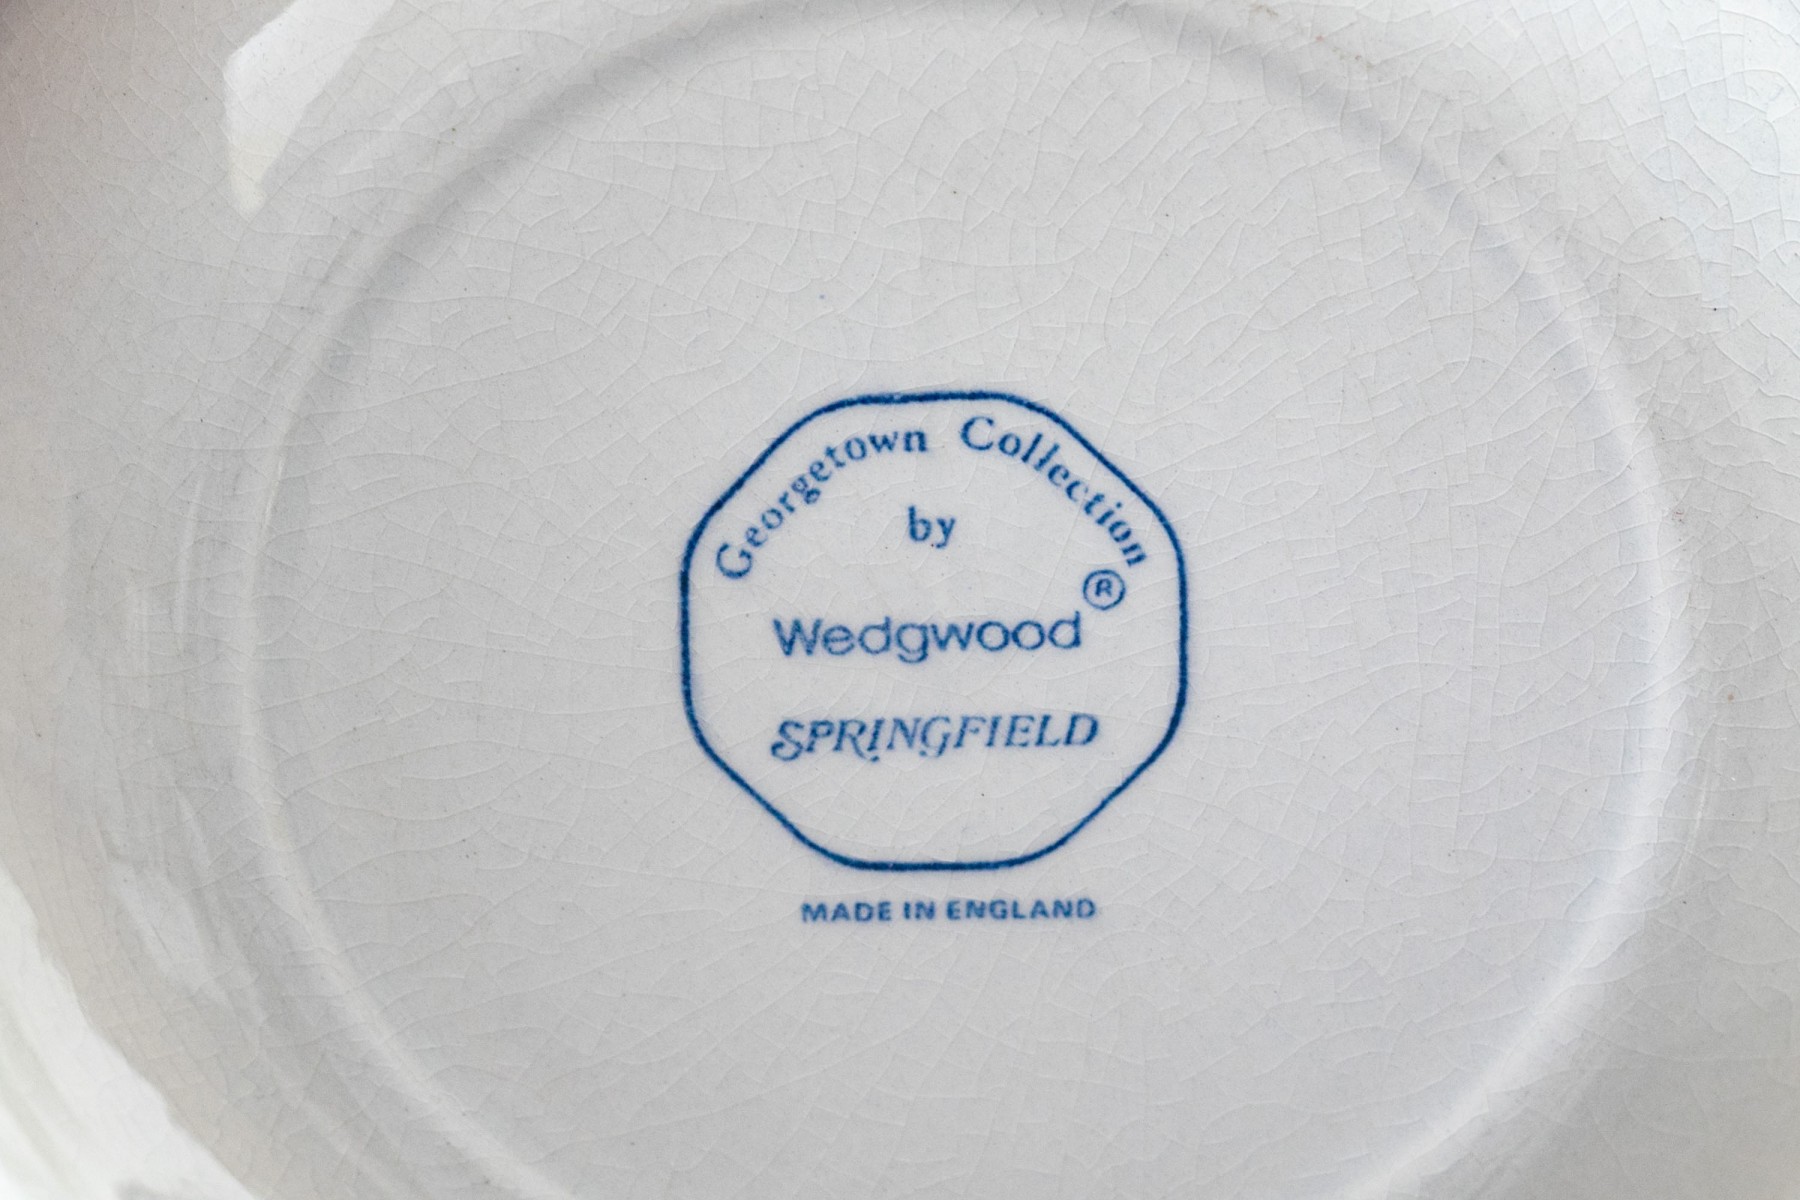 Georgetown Collection
by
Wedgwood®
SPRINGFIELD
MADE IN ENGLAND